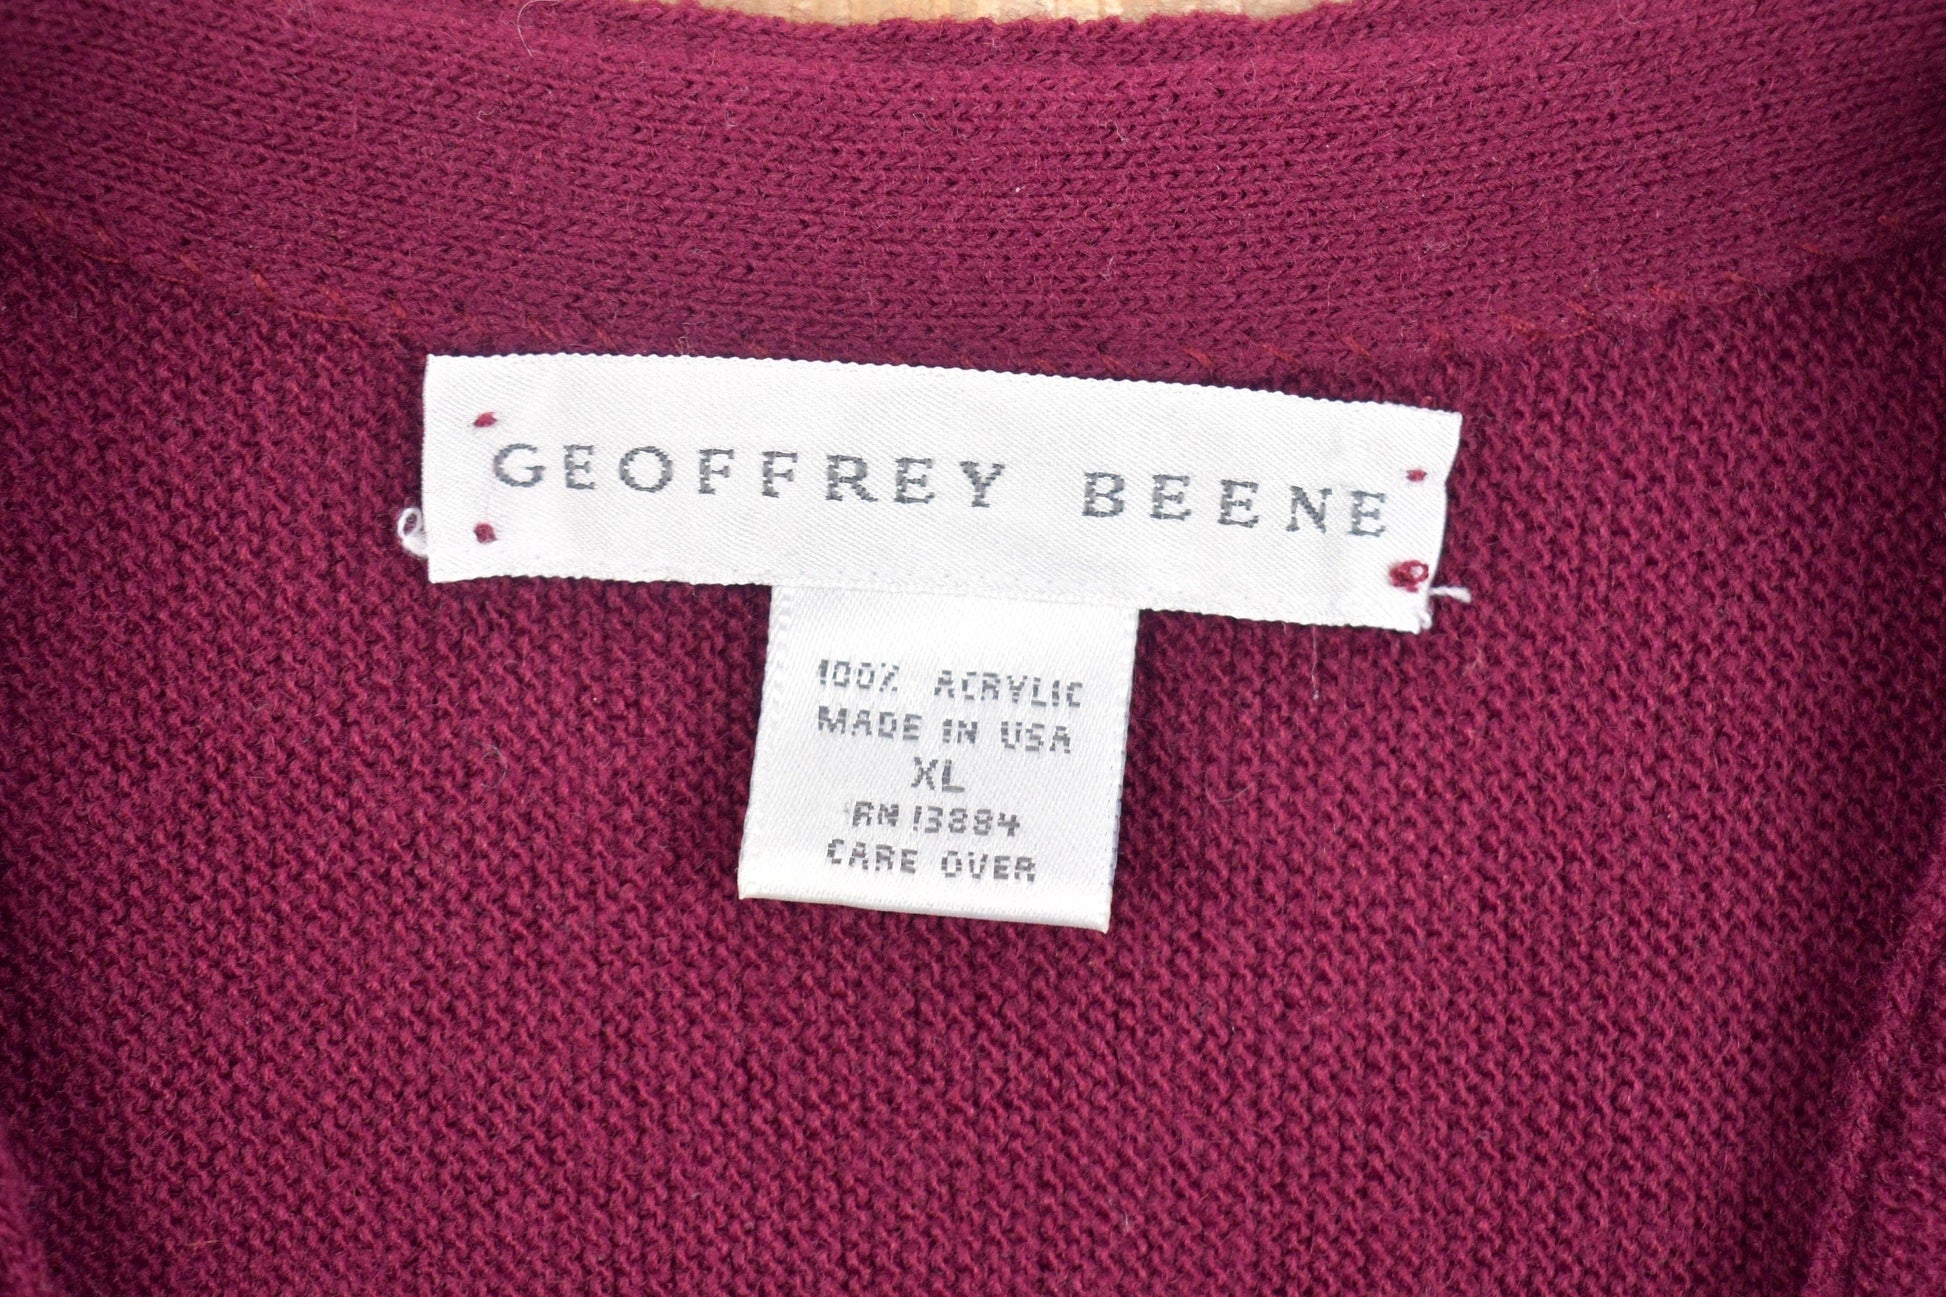 GEOFFREY BEENE
100% ACRYLIC
MADE IN USA
XL
RN 13884
CARE OVER